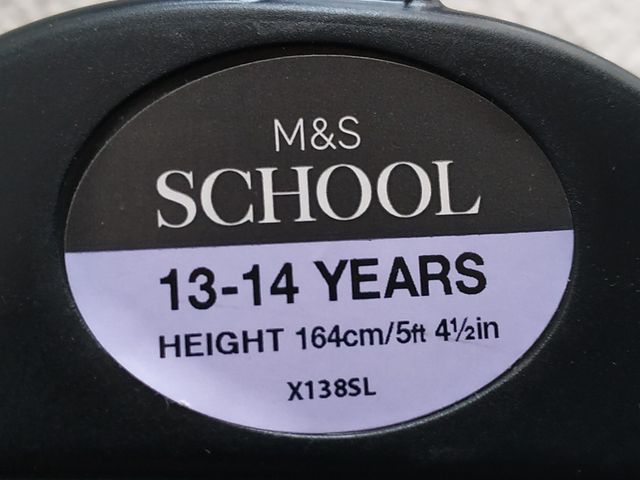 M&S
SCHOOL
13-14 YEARS
HEIGHT 164cm/5ft 4½in
X138SL